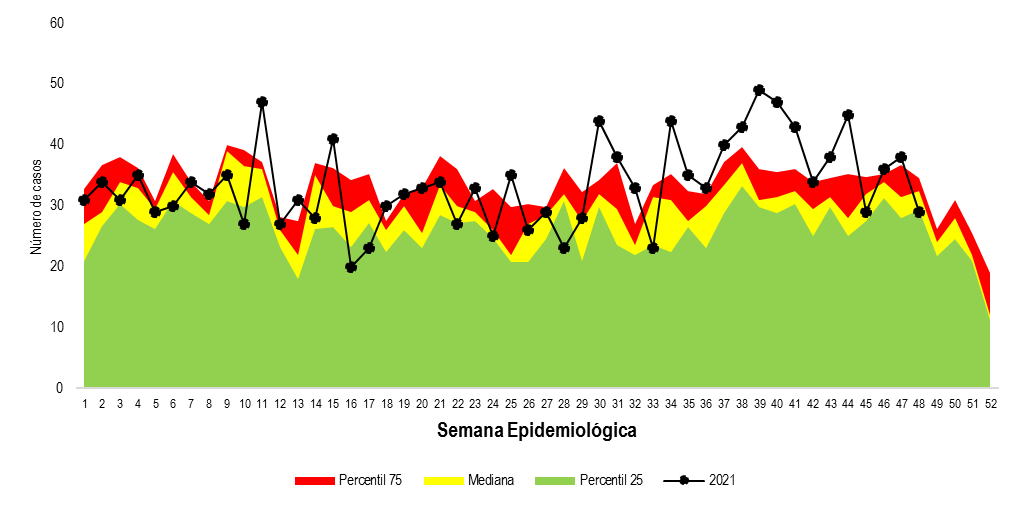 60
50
40
30
20
10
0
Número de casos
1 2 3 4 5 6 7 8 9 10 11 12 13 14 15 16 17 18 19 20 21 22 23 24 25 26 27 28 29 30 31 32 33 34 35 36 37 38 39 40 41 42 43 44 45 46 47 48 49 50 51 52
Semana Epidemiológica
Percentil 75 Mediana Percentil 25 2021